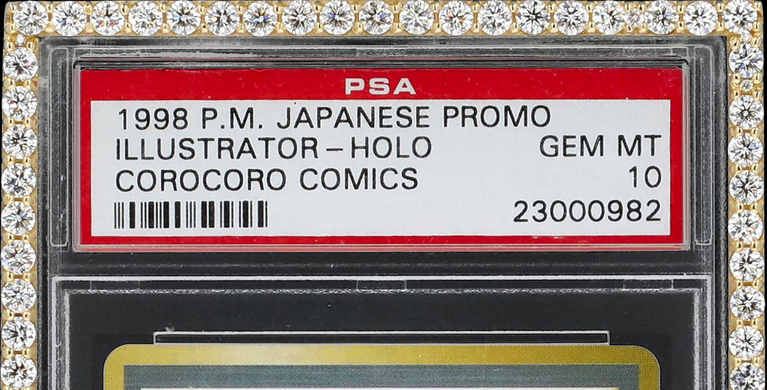 PSA
1998 P.M. JAPANESE PROMO
ILLUSTRATOR – HOLO GEM MT
COROCORO COMICS 10
23000982